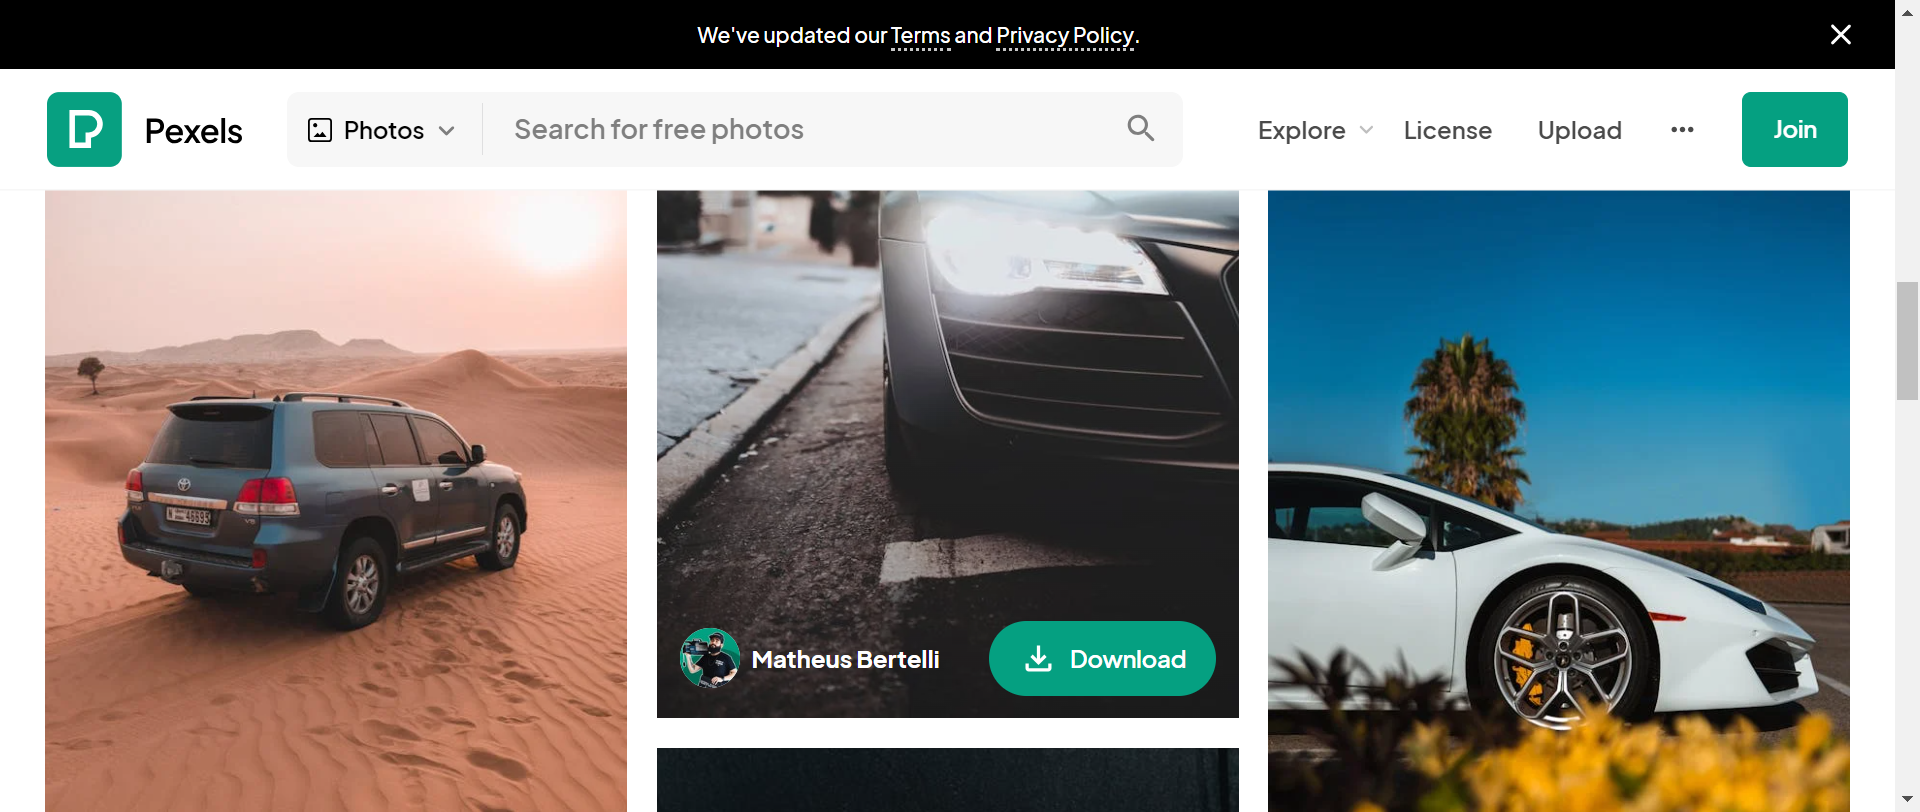 We've updated our Terms and Privacy Policy.
Pexels
Photos
Search for free photos
Explore
License
Upload
Join
Matheus Bertelli
Download